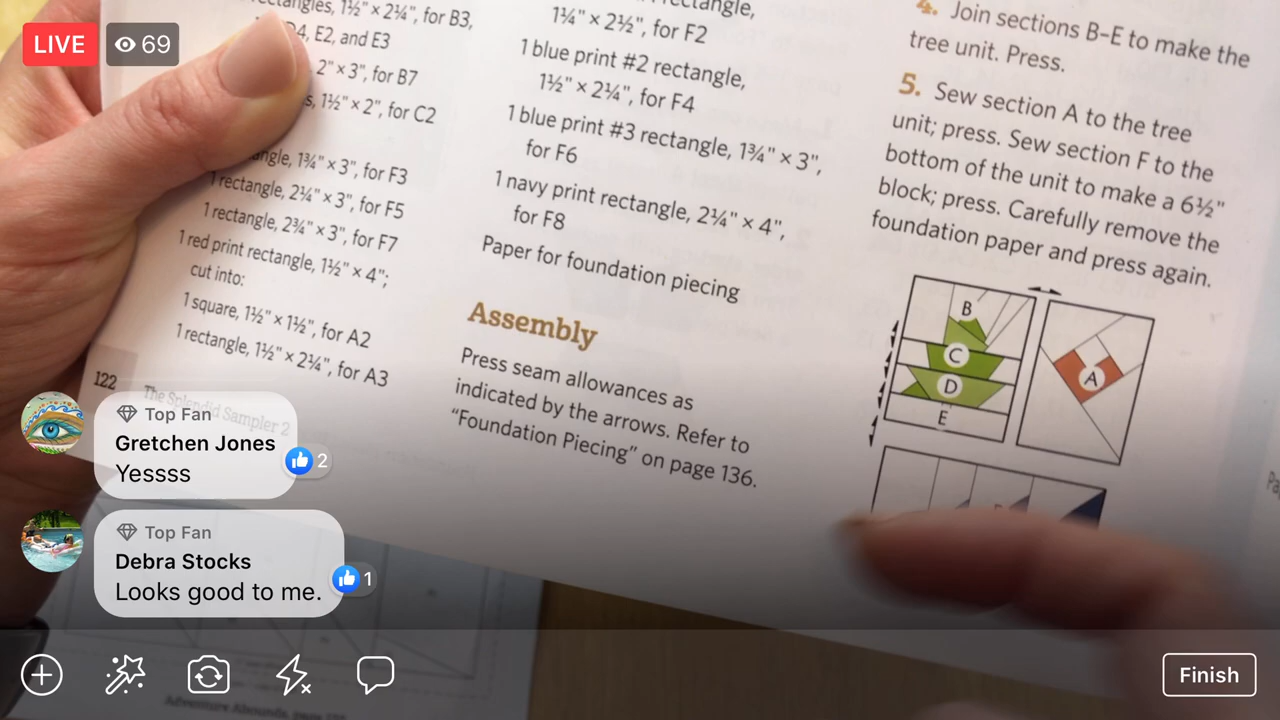 LIVE
69
rectangles, 1½" × 2¼", for B3,
D4, E2, and E3
2" × 3", for B7
1½" × 2", for C2
1¾" × 3", for F3
1 rectangle, 2¼" × 3", for F5
1 rectangle, 2¾" × 3", for F7
1 red print rectangle, 1½" × 4";
cut into:
1 square, 1½" × 1½", for A2
1 rectangle, 1½" × 2¼", for A3
122
The Splendid Sampler 2
rectangle,
1¼" × 2½", for F2
1 blue print #2 rectangle,
1½" × 2¼", for F4
1 blue print #3 rectangle, 1¾" × 3",
for F6
1 navy print rectangle, 2¼" × 4",
for F8
Paper for foundation piecing
Assembly
Press seam allowances as
indicated by the arrows. Refer to
“Foundation Piecing” on page 136.
4. Join sections B–E to make the
tree unit. Press.
5. Sew section A to the tree
unit; press. Sew section F to the
bottom of the unit to make a 6½"
block; press. Carefully remove the
foundation paper and press again.
B
C
D
E
A
Top Fan
Gretchen Jones
Yessss
2
Top Fan
Debra Stocks
Looks good to me.
1
Finish